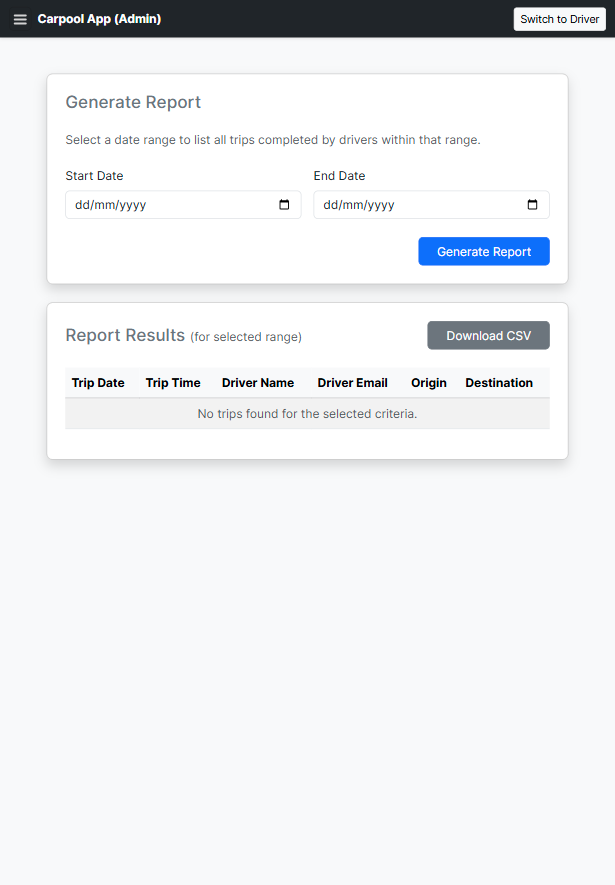 Carpool App (Admin)
Switch to Driver
Generate Report
Select a date range to list all trips completed by drivers within that range.
Start Date
End Date
dd/mm/yyyy
dd/mm/yyyy
Generate Report
Report Results (for selected range)
Download CSV
Trip Date Trip Time Driver Name Driver Email Origin Destination
No trips found for the selected criteria.